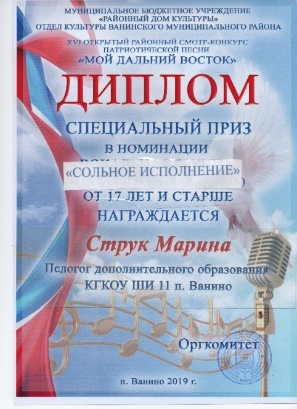 МУНИЦИПАЛЬНОЕ БЮДЖЕТНОЕ УЧРЕЖДЕНИЕ
«РАЙОННЫЙ ДОМ КУЛЬТУРЫ»
ОТДЕЛ КУЛЬТУРЫ ВАНИНСКОГО МУНИЦИПАЛЬНОГО РАЙОНА
XVI ОТКРЫТЫЙ РАЙОННЫЙ СМОТР-КОНКУРС
ПАТРИОТИЧЕСКОЙ ПЕСНИ
«МОЙ ДАЛЬНИЙ ВОСТОК»
ДИПЛОМ
СПЕЦИАЛЬНЫЙ ПРИЗ
В НОМИНАЦИИ
«СОЛЬНОЕ ИСПОЛНЕНИЕ»
ОТ 17 ЛЕТ И СТАРШЕ
НАГРАЖДАЕТСЯ
Струк Марина
Педагог дополнительного образования
КГКОУ ШИ 11 п. Ванино
Оргкомитет
п. Ванино 2019 г.